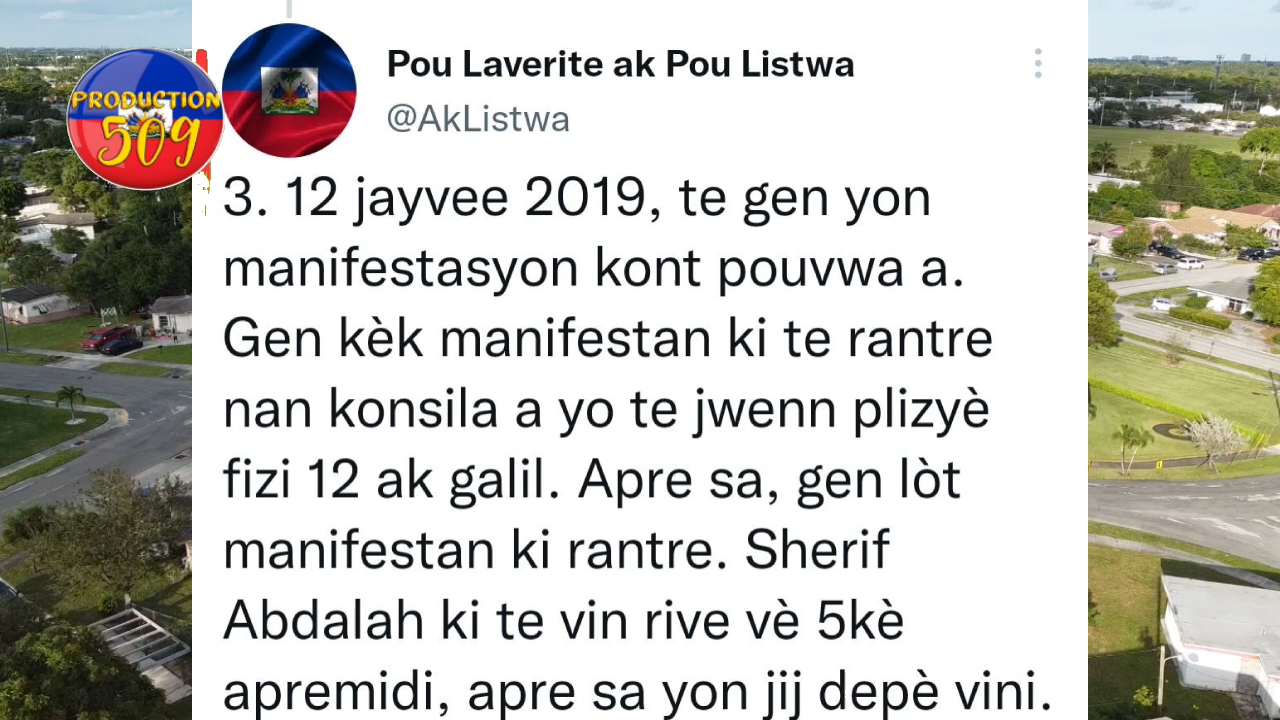 PRODUCTION
509
Pou Laverite ak Pou Listwa
@AkListwa
3. 12 jayvee 2019, te gen yon
manifestasyon kont pouvwa a.
Gen kèk manifestan ki te rantre
nan konsila a yo te jwenn plizyè
fizi 12 ak galil. Apre sa, gen lòt
manifestan ki rantre. Sherif
Abdalah ki te vin rive vè 5kè
apremidi, apre sa yon jij depè vini.